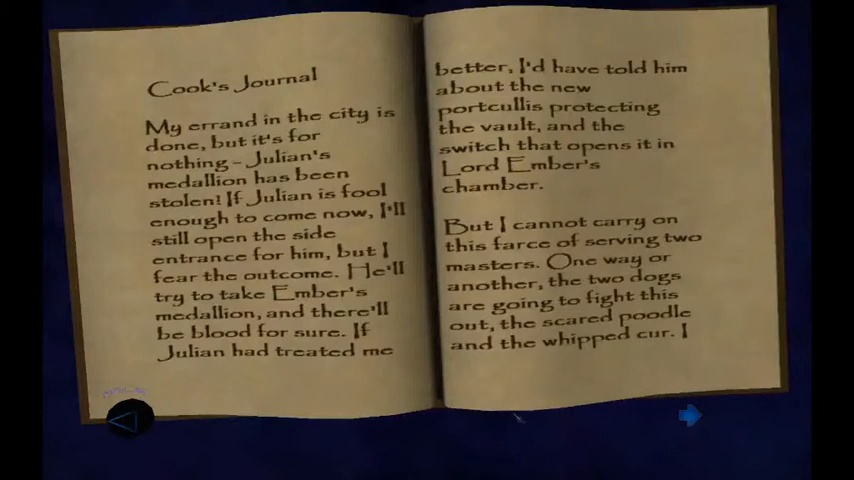 Cook's Journal
My errand in the city is
done, but it's for
nothing - Julian's
medallion has been
stolen! If Julian is fool
enough to come now, I'll
still open the side
entrance for him, but I
fear the outcome. He'll
try to take Ember's
medallion, and there'll
be blood for sure. If
Julian had treated me
better, I'd have told him
about the new
portcullis protecting
the vault, and the
switch that opens it in
Lord Ember's
chamber.
But I cannot carry on
this farce of serving two
masters. One way or
another, the two dogs
are going to fight this
out, the scared poodle
and the whipped cur. I